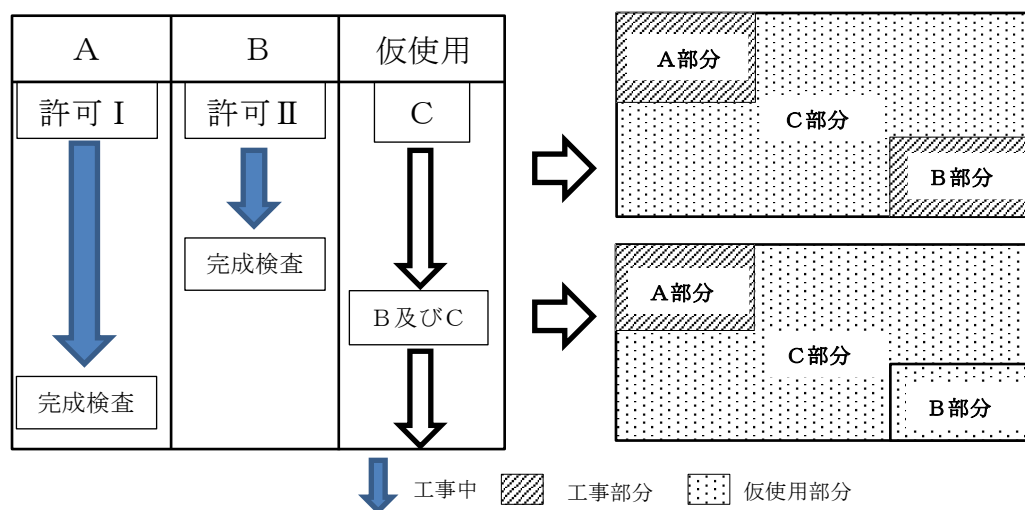 A
B
仮使用
許可Ⅰ
許可Ⅱ
C
完成検査
B及びC
完成検査
A部分
C部分
B部分
A部分
C部分
B部分
工事中
工事部分
仮使用部分